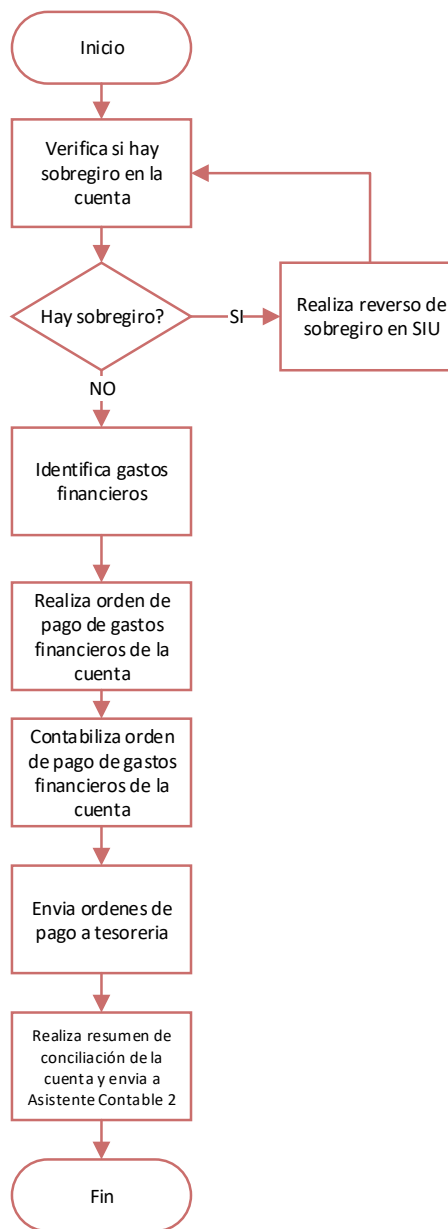 Inicio
Verifica si hay
sobregiro en la
cuenta
Hay sobregiro?
SI
Realiza reverso de
sobregiro en SIU
NO
Identifica gastos
financieros
Realiza orden de
pago de gastos
financieros de la
cuenta
Contabiliza orden
de pago de gastos
financieros de la
cuenta
Envia ordenes de
pago a tesoreria
Realiza resumen de
conciliación de la
cuenta y envia a
Asistente Contable 2
Fin